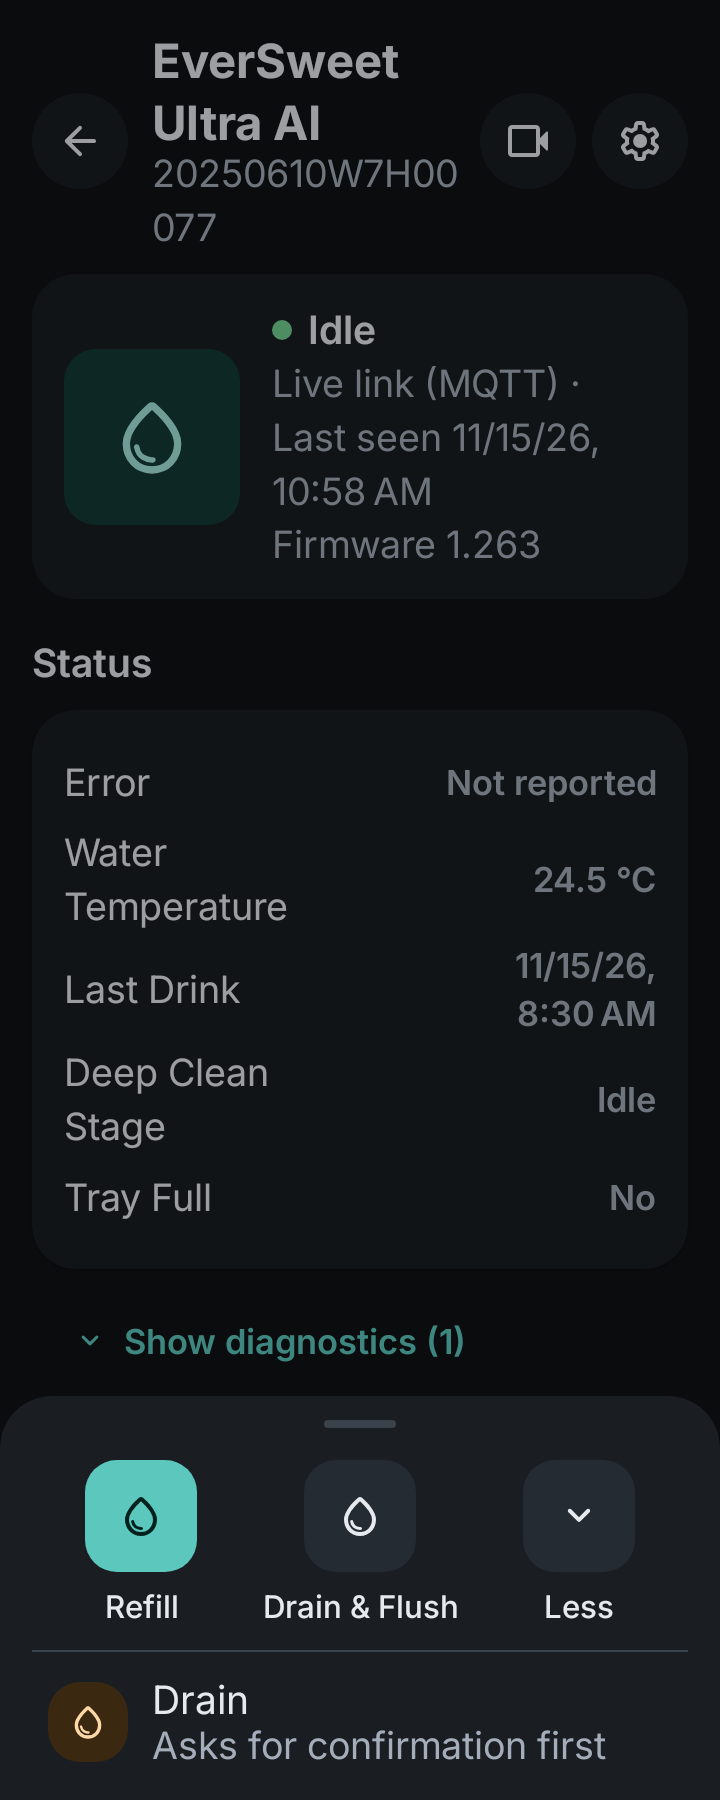 EverSweet
Ultra AI
20250610W7H00
077
Idle
Live link (MQTT) ·
Last seen 11/15/26,
10:58 AM
Firmware 1.263
Status
Error
Not reported
Water
Temperature
24.5 °C
Last Drink
11/15/26,
8:30 AM
Deep Clean
Stage
Idle
Tray Full
No
Show diagnostics (1)
Refill
Drain & Flush
Less
Drain
Asks for confirmation first